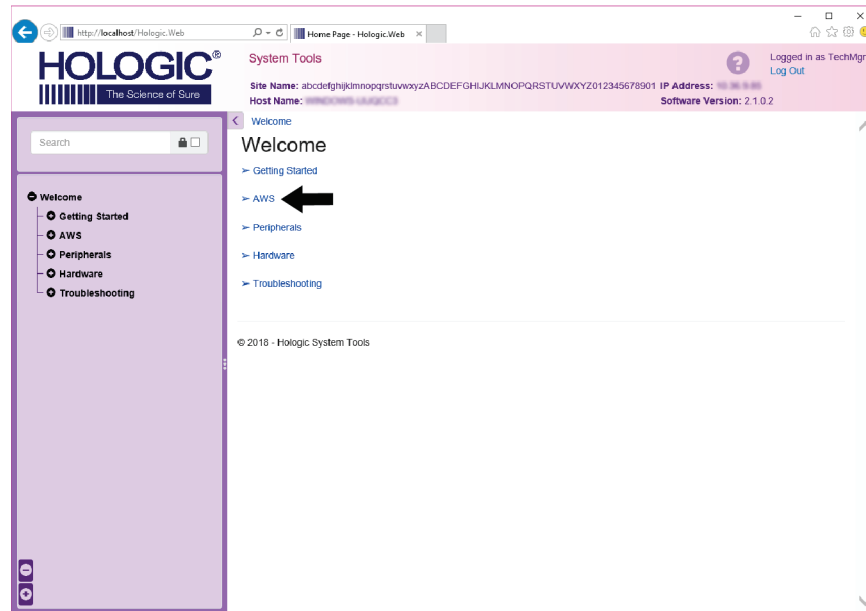 http://localhost/Hologic.Web
Home Page - Hologic.Web
HOLOGIC®
The Science of Sure
System Tools
Logged in as TechMgr
Log Out
Site Name: abcdefghijklmnopqrstuvwxyzABCDEFGHIJKLMNOPQRSTUVWXYZ012345678901 IP Address:
Host Name:
Software Version: 2.1.0.2
Search
Welcome
Welcome
Getting Started
AWS
Peripherals
Hardware
Troubleshooting
Welcome
Getting Started
AWS
Peripherals
Hardware
Troubleshooting
© 2018 - Hologic System Tools